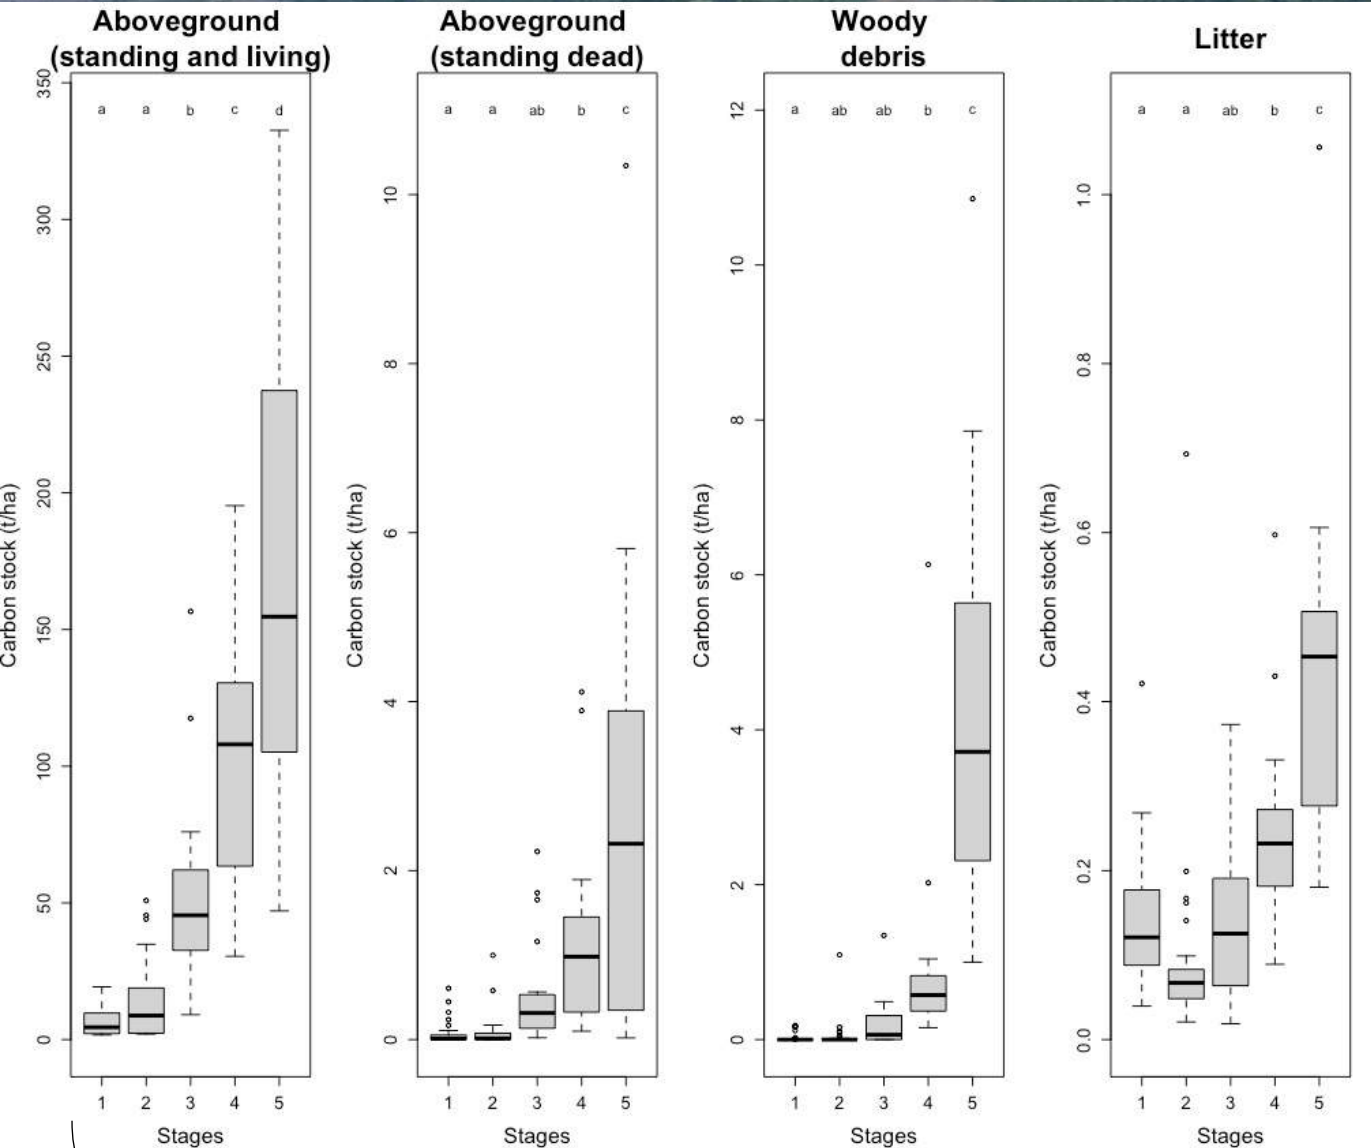 Aboveground
(standing and living)
a a b c d
350
300
250
200
150
100
50
0
Carbon stock (t/ha)
1 2 3 4 5
Stages
Aboveground
(standing dead)
a a ab b c
10
8
6
4
2
0
Carbon stock (t/ha)
1 2 3 4 5
Stages
Woody
debris
a ab ab b c
12
10
8
6
4
2
0
Carbon stock (t/ha)
1 2 3 4 5
Stages
Litter
a a ab b c
1.0
0.8
0.6
0.4
0.2
0.0
Carbon stock (t/ha)
1 2 3 4 5
Stages